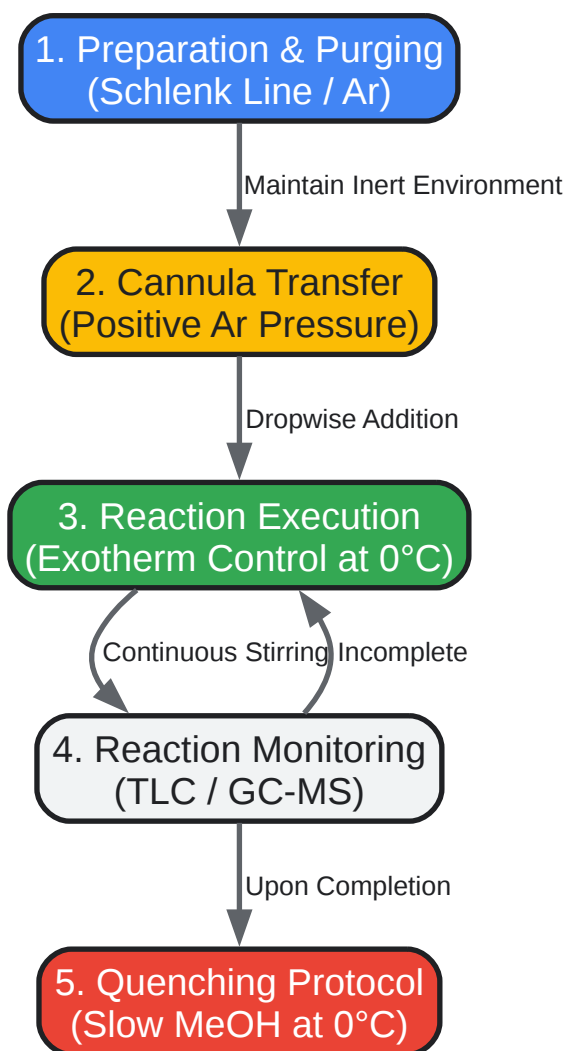 1. Preparation & Purging
(Schlenk Line / Ar)
Maintain Inert Environment
2. Cannula Transfer
(Positive Ar Pressure)
Dropwise Addition
3. Reaction Execution
(Exotherm Control at 0°C)
Continuous Stirring
Incomplete
4. Reaction Monitoring
(TLC / GC-MS)
Upon Completion
5. Quenching Protocol
(Slow MeOH at 0°C)